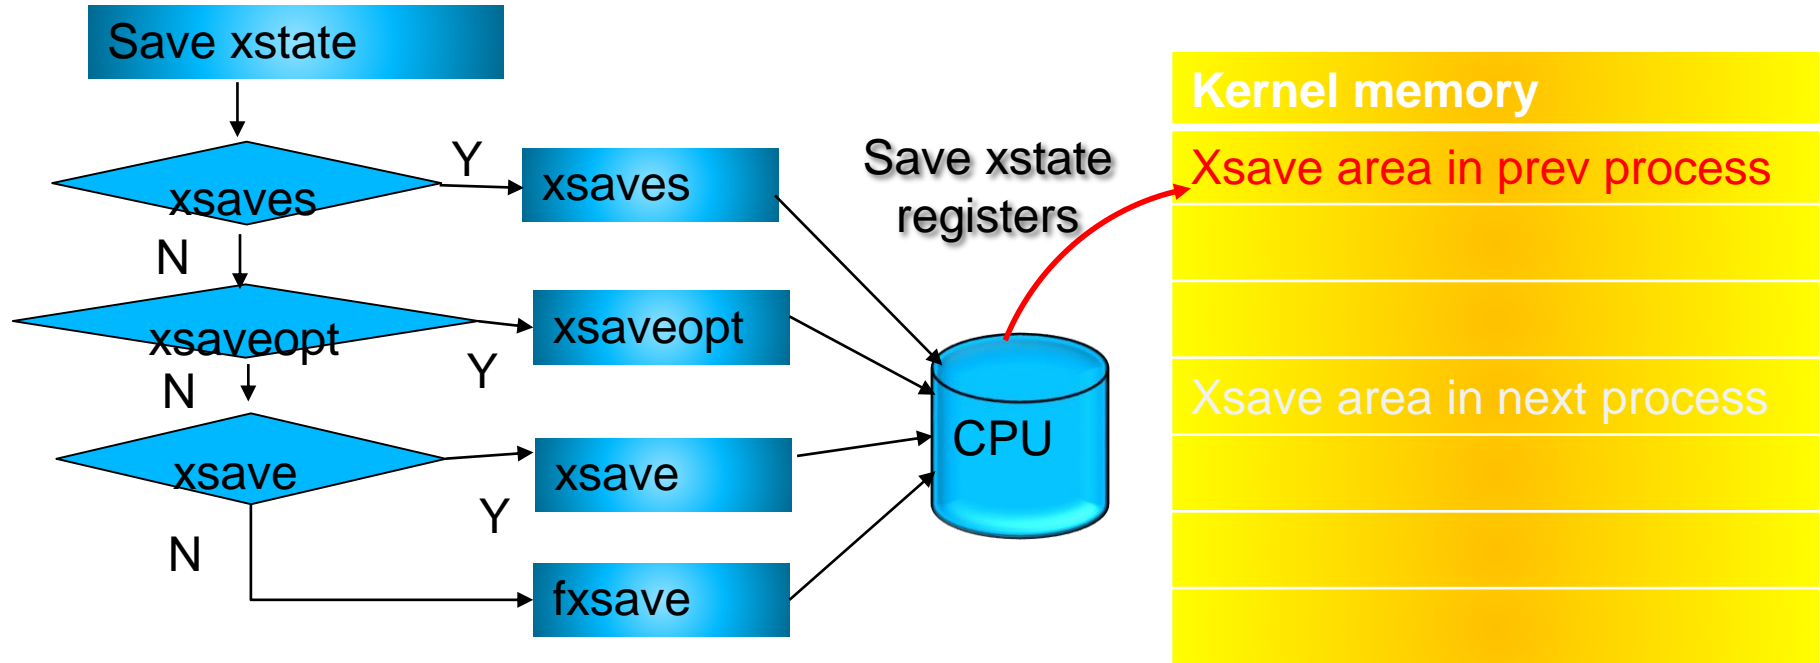 Save xstate
xsaves
Y
xsaves
N
xsaveopt
Y
xsaveopt
N
xsave
Y
xsave
N
fxsave
CPU
Save xstate
registers
Kernel memory
Xsave area in prev process
Xsave area in next process